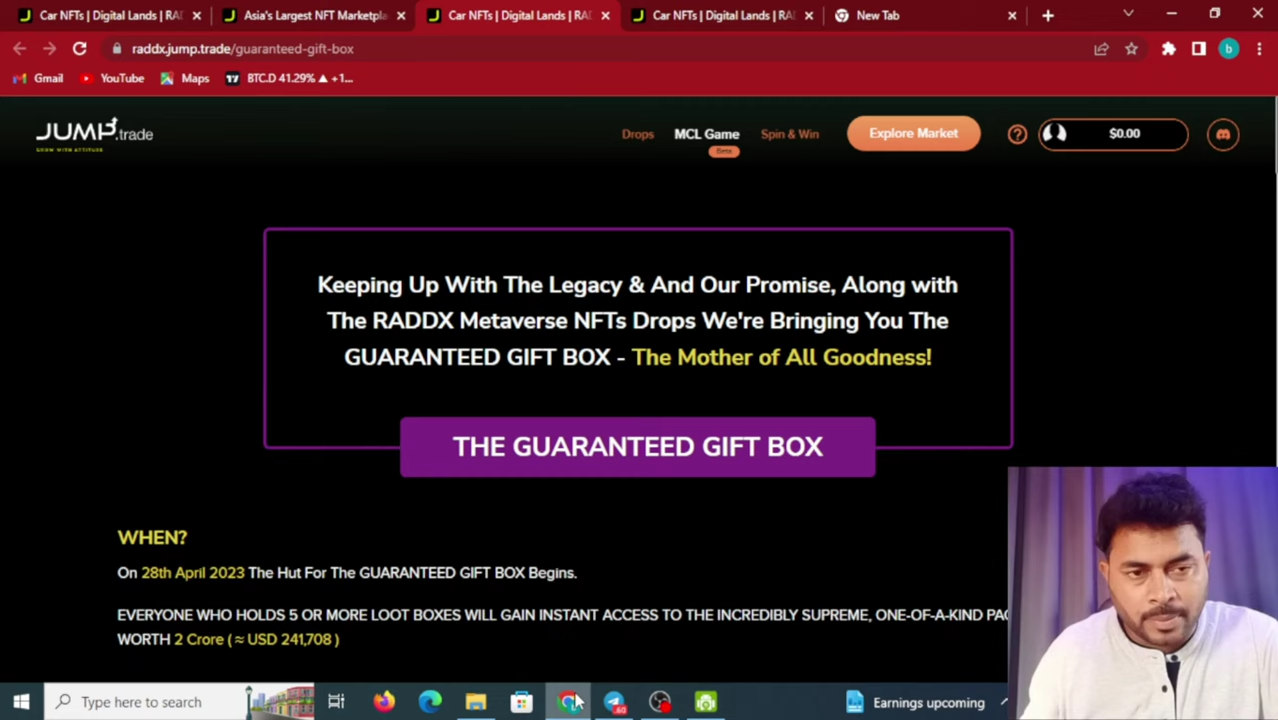 Car NFTs | Digital Lands | RAD
Asia's Largest NFT Marketpla
Car NFTs | Digital Lands | RA
Car NFTs | Digital Lands | RA
New Tab
raddx.jump.trade/guaranteed-gift-box
b
Gmail
YouTube
Maps
BTC.D 41.29% ▲ +1...
JUMP.trade
GROW WITH ATTITUDE
Drops
MCL Game
Beta
Spin & Win
Explore Market
?
$0.00
Keeping Up With The Legacy & And Our Promise, Along with
The RADDX Metaverse NFTs Drops We're Bringing You The
GUARANTEED GIFT BOX - The Mother of All Goodness!
THE GUARANTEED GIFT BOX
WHEN?
On 28th April 2023 The Hut For The GUARANTEED GIFT BOX Begins.
EVERYONE WHO HOLDS 5 OR MORE LOOT BOXES WILL GAIN INSTANT ACCESS TO THE INCREDIBLY SUPREME, ONE-OF-A-KIND PAC
WORTH 2 Crore ( ≈ USD 241,708 )
Type here to search
60
Earnings upcoming